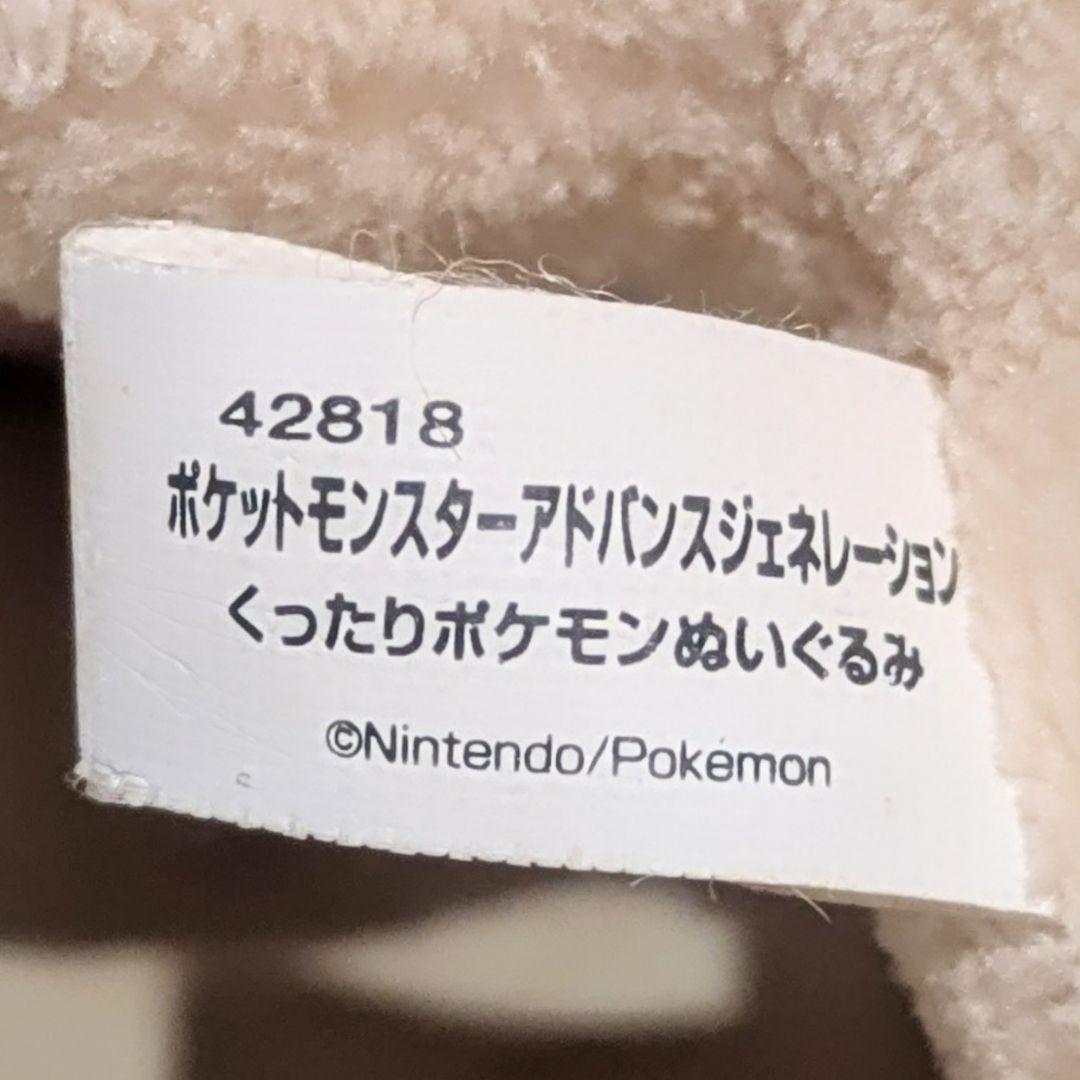 42818
ポケットモンスターアドバンスジェネレーション
くったりポケモンぬいぐるみ
©Nintendo/Pokémon